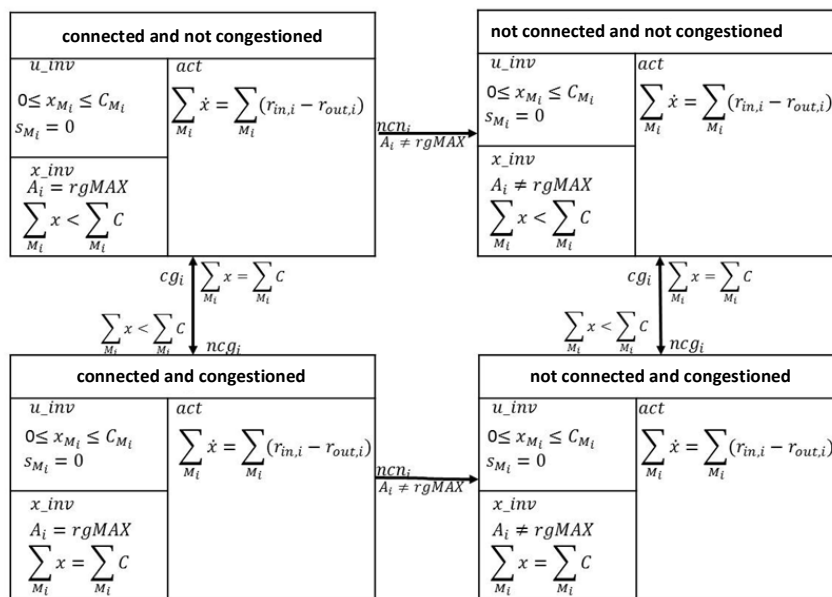 connected and not congestioned
u_inv
0≤ x_{M_i} ≤ C_{M_i}
s_{M_i} = 0
x_inv
A_i = rgMAX
∑_{M_i} x < ∑_{M_i} C
act
∑_{M_i} ẋ = ∑_{M_i} (r_{in,i} − r_{out,i})
ncn_i
A_i ≠ rgMAX
not connected and not congestioned
u_inv
0≤ x_{M_i} ≤ C_{M_i}
s_{M_i} = 0
x_inv
A_i ≠ rgMAX
∑_{M_i} x < ∑_{M_i} C
act
∑_{M_i} ẋ = ∑_{M_i} (r_{in,i} − r_{out,i})
cg_i ∑_{M_i} x = ∑_{M_i} C
∑_{M_i} x < ∑_{M_i} C ncg_i
cg_i ∑_{M_i} x = ∑_{M_i} C
∑_{M_i} x < ∑_{M_i} C ncg_i
connected and congestioned
u_inv
0≤ x_{M_i} ≤ C_{M_i}
s_{M_i} = 0
x_inv
A_i = rgMAX
∑_{M_i} x = ∑_{M_i} C
act
∑_{M_i} ẋ = ∑_{M_i} (r_{in,i} − r_{out,i})
ncn_i
A_i ≠ rgMAX
not connected and congestioned
u_inv
0≤ x_{M_i} ≤ C_{M_i}
s_{M_i} = 0
x_inv
A_i ≠ rgMAX
∑_{M_i} x = ∑_{M_i} C
act
∑_{M_i} ẋ = ∑_{M_i} (r_{in,i} − r_{out,i})